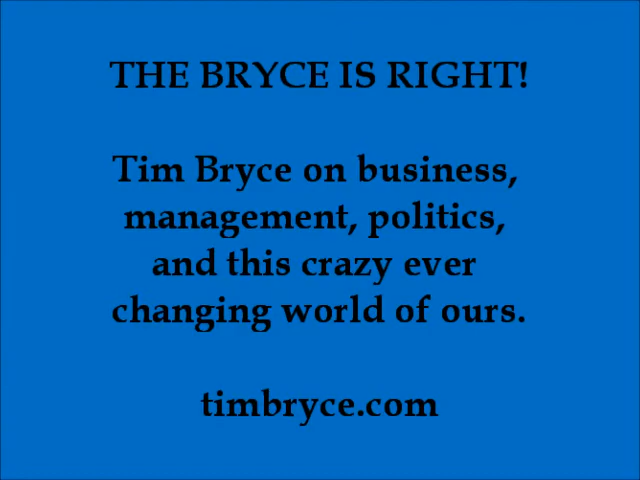 THE BRYCE IS RIGHT!
Tim Bryce on business,
management, politics,
and this crazy ever
changing world of ours.
timbryce.com